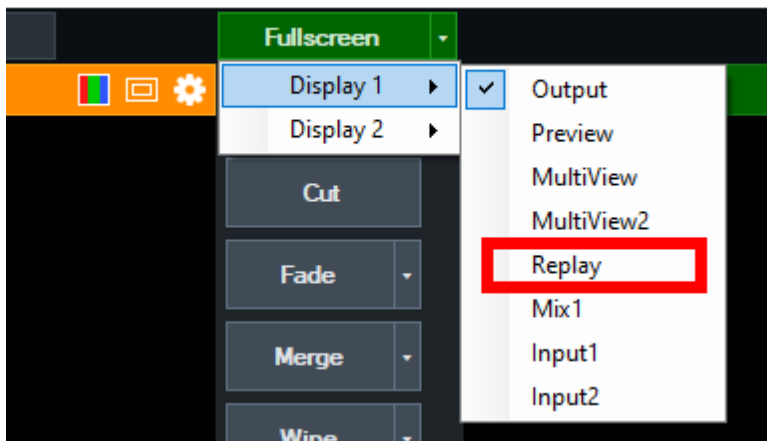 Fullscreen
Display 1
Display 2
Output
Preview
MultiView
MultiView2
Replay
Mix1
Input1
Input2
Cut
Fade
Merge
Wipe